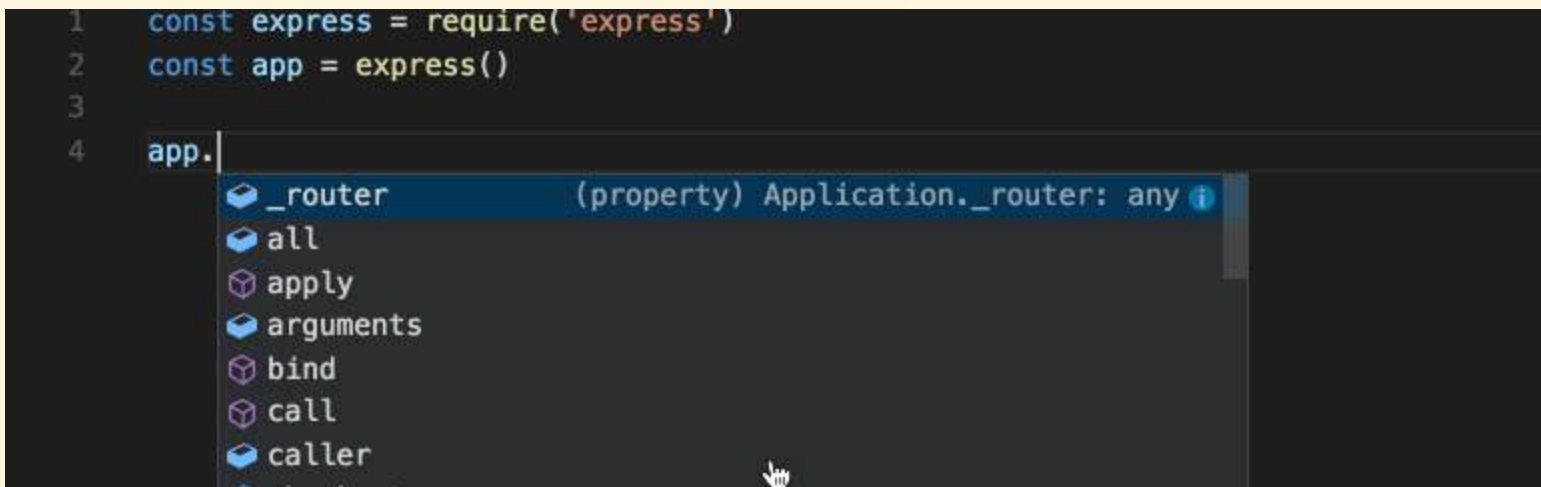 1 const express = require('express')
2 const app = express()
3
4 app.
_router (property) Application._router: any
all
apply
arguments
bind
call
caller